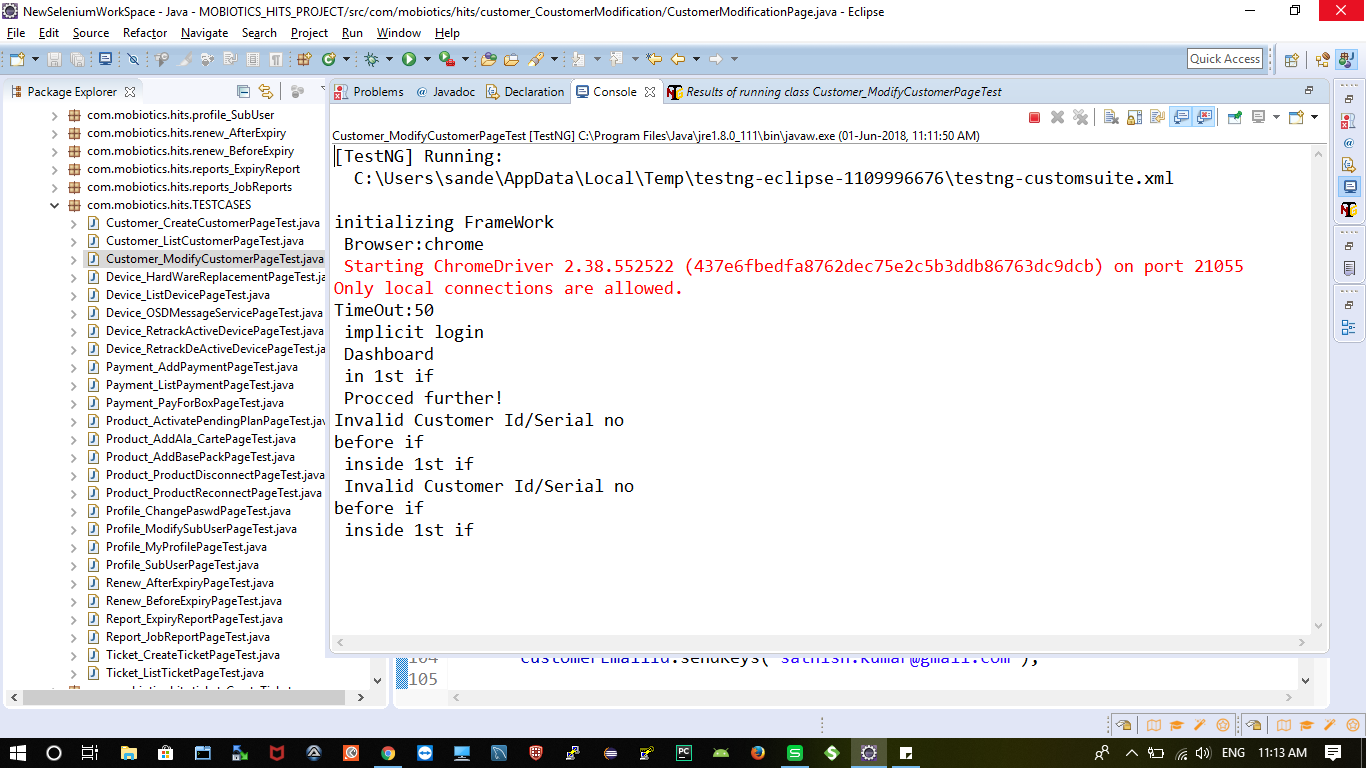 NewSeleniumWorkSpace - Java - MOBIOTICS_HITS_PROJECT/src/com/mobiotics/hits/customer_CoustomerModification/CustomerModificationPage.java - Eclipse
File Edit Source Refactor Navigate Search Project Run Window Help
Quick Access
Package Explorer
com.mobiotics.hits.profile_SubUser
com.mobiotics.hits.renew_AfterExpiry
com.mobiotics.hits.renew_BeforeExpiry
com.mobiotics.hits.reports_ExpiryReport
com.mobiotics.hits.reports_JobReports
com.mobiotics.hits.TESTCASES
Customer_CreateCustomerPageTest.java
Customer_ListCustomerPageTest.java
Customer_ModifyCustomerPageTest.java
Device_HardWareReplacementPageTest.ja
Device_ListDevicePageTest.java
Device_OSDMessageServicePageTest.java
Device_RetrackActiveDevicePageTest.java
Device_RetrackDeActiveDevicePageTest.ja
Payment_AddPaymentPageTest.java
Payment_ListPaymentPageTest.java
Payment_PayForBoxPageTest.java
Product_ActivatePendingPlanPageTest.jav
Product_AddAla_CartePageTest.java
Product_AddBasePackPageTest.java
Product_ProductDisconnectPageTest.java
Product_ProductReconnectPageTest.java
Profile_ChangePaswdPageTest.java
Profile_ModifySubUserPageTest.java
Profile_MyProfilePageTest.java
Profile_SubUserPageTest.java
Renew_AfterExpiryPageTest.java
Renew_BeforeExpiryPageTest.java
Report_ExpiryReportPageTest.java
Report_JobReportPageTest.java
Ticket_CreateTicketPageTest.java
Ticket_ListTicketPageTest.java
Problems @ Javadoc Declaration Console Results of running class Customer_ModifyCustomerPageTest
Customer_ModifyCustomerPageTest [TestNG] C:\Program Files\Java\jre1.8.0_111\bin\javaw.exe (01-Jun-2018, 11:11:50 AM)
[TestNG] Running:
C:\Users\sande\AppData\Local\Temp\testng-eclipse-1109996676\testng-customsuite.xml
initializing FrameWork
Browser:chrome
Starting ChromeDriver 2.38.552522 (437e6fbedfa8762dec75e2c5b3ddb86763dc9dcb) on port 21055
Only local connections are allowed.
TimeOut:50
implicit login
Dashboard
in 1st if
Procced further!
Invalid Customer Id/Serial no
before if
inside 1st if
Invalid Customer Id/Serial no
before if
inside 1st if
104 CustomerEmailId.sendKeys("sathish.kumar@gmail.com");
105
ENG 11:13 AM